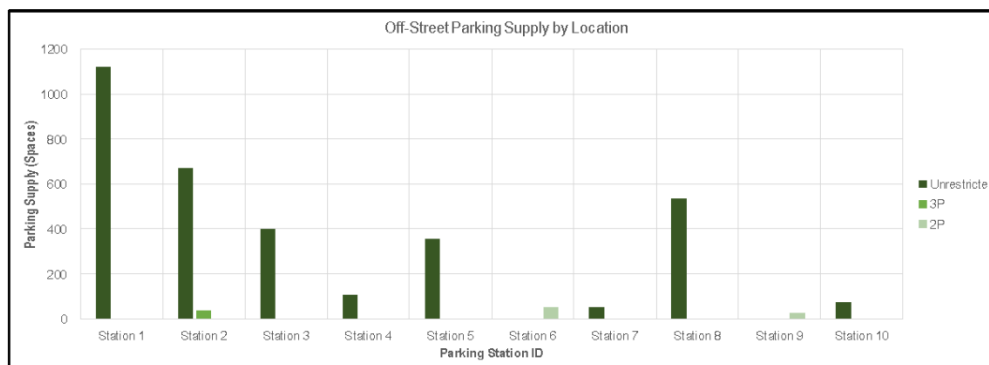 Off-Street Parking Supply by Location
1200
1000
800
600
400
200
0
Parking Supply (Spaces)
Station 1 Station 2 Station 3 Station 4 Station 5 Station 6 Station 7 Station 8 Station 9 Station 10
Parking Station ID
Unrestricte
3P
2P